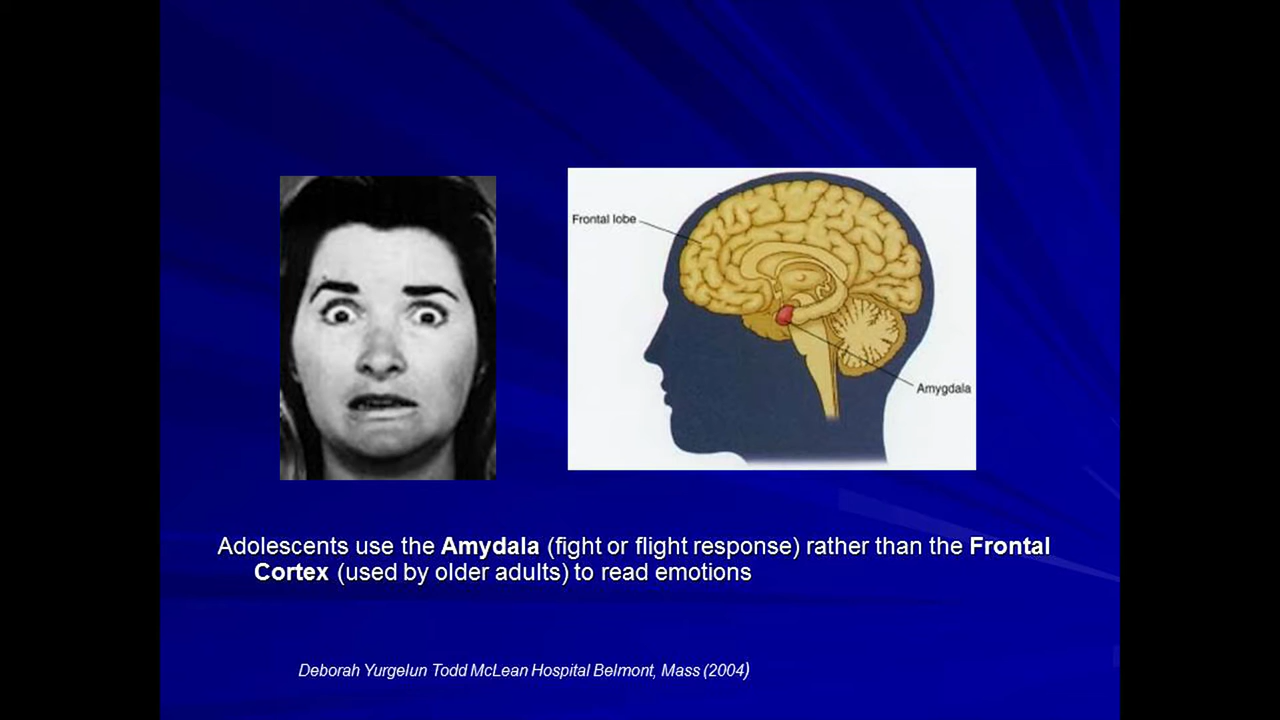 Frontal lobe
Amygdala
Adolescents use the Amydala (fight or flight response) rather than the Frontal
Cortex (used by older adults) to read emotions
Deborah Yurgelun Todd McLean Hospital Belmont, Mass (2004)